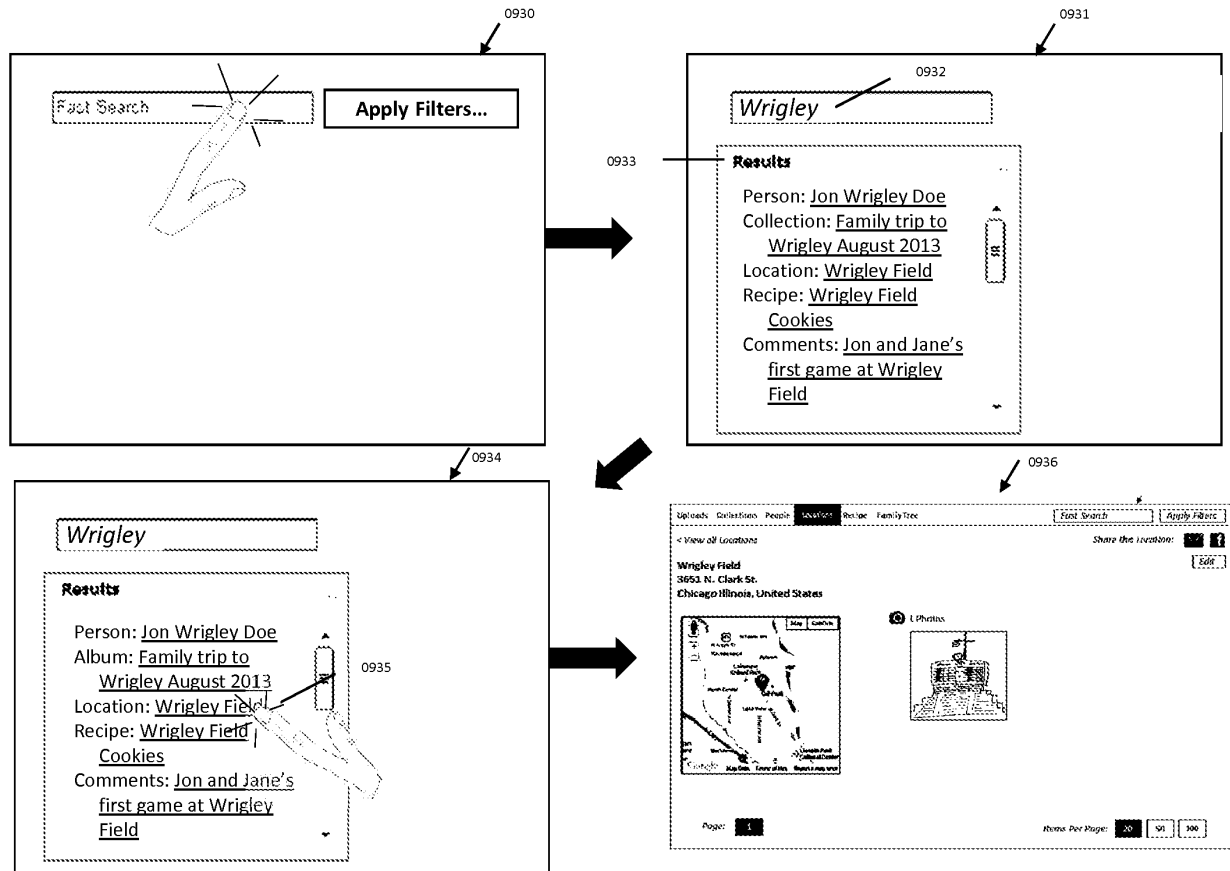 0930
0931
Fast Search
Apply Filters...
0932
Wrigley
0933
Results
Person: Jon Wrigley Doe
Collection: Family trip to
Wrigley August 2013
Location: Wrigley Field
Recipe: Wrigley Field
Cookies
Comments: Jon and Jane's
first game at Wrigley
Field
0934
Wrigley
Results
Person: Jon Wrigley Doe
Album: Family trip to
Wrigley August 2013
0935
Location: Wrigley Field
Recipe: Wrigley Field
Cookies
Comments: Jon and Jane's
first game at Wrigley
Field
0936
Uploads Collections People Locations Recipe Family Tree
Fast Search
Apply Filters
< View all Locations
Share the Location:
Edit
Wrigley Field
3651 N. Clark St.
Chicago Illinois, United States
Map
1 Photos
Google
Page: 1
Items Per Page: 20 50 100